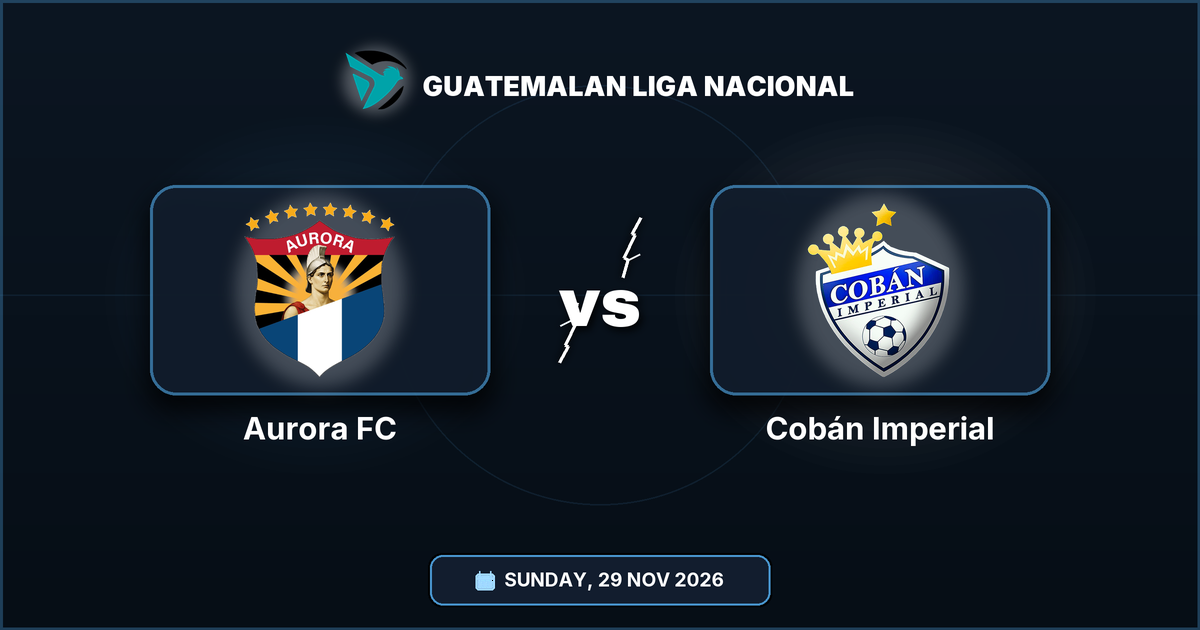 GUATEMALAN LIGA NACIONAL
AURORA
COBÁN
IMPERIAL
VS
Aurora FC
Cobán Imperial
SUNDAY, 29 NOV 2026